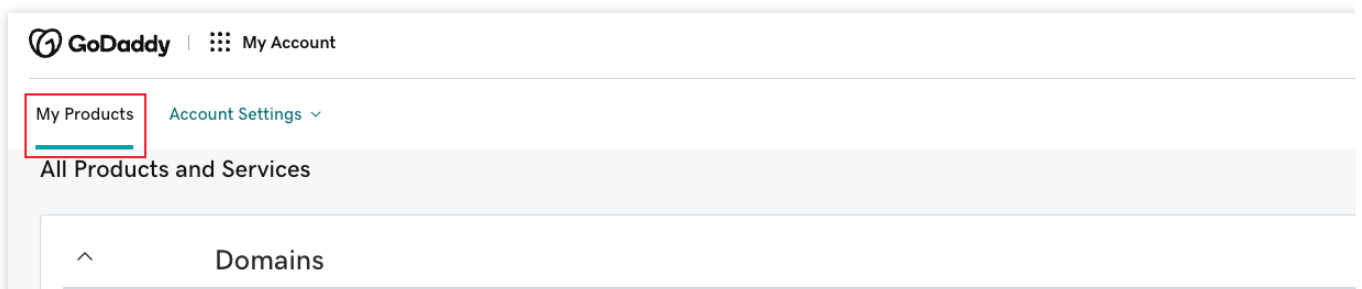 GoDaddy My Account
My Products Account Settings
All Products and Services
Domains